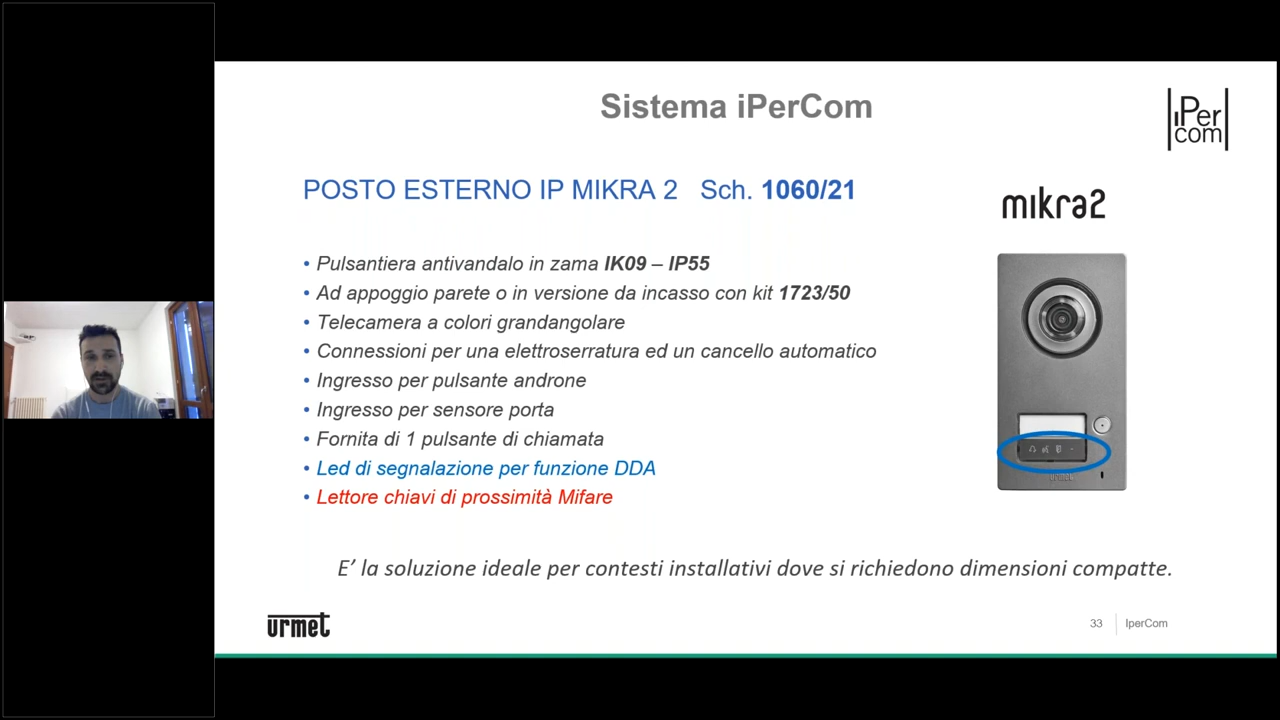 Sistema iPerCom
iPer
com
POSTO ESTERNO IP MIKRA 2 Sch. 1060/21
mikra2
• Pulsantiera antivandalo in zama IK09 – IP55
• Ad appoggio parete o in versione da incasso con kit 1723/50
• Telecamera a colori grandangolare
• Connessioni per una elettroserratura ed un cancello automatico
• Ingresso per pulsante androne
• Ingresso per sensore porta
• Fornita di 1 pulsante di chiamata
• Led di segnalazione per funzione DDA
• Lettore chiavi di prossimità Mifare
urmet
E’ la soluzione ideale per contesti installativi dove si richiedono dimensioni compatte.
urmet
33 IperCom